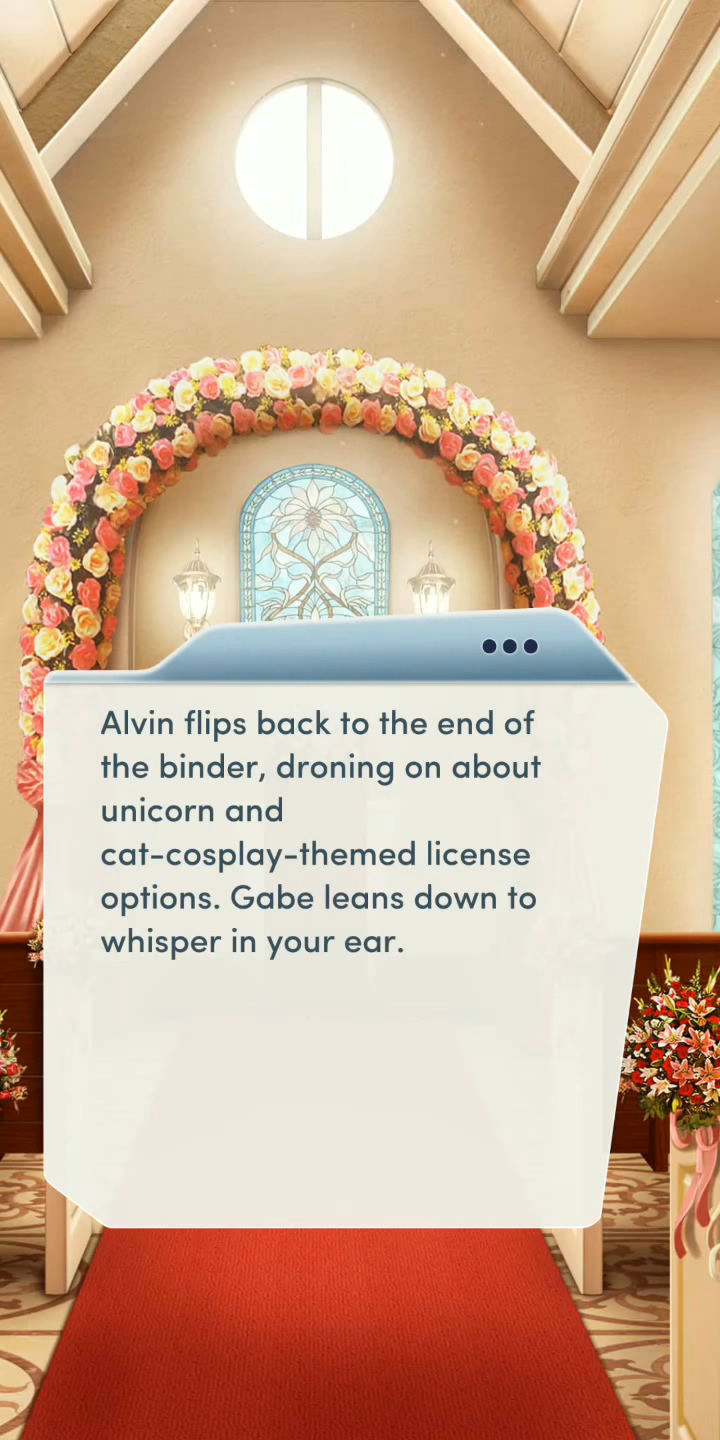 Alvin flips back to the end of
the binder, droning on about
unicorn and
cat-cosplay-themed license
options. Gabe leans down to
whisper in your ear.